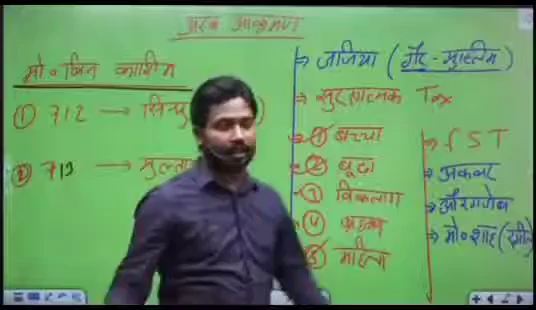 अरब आक्रमण
मो० बिन कासिम
① 712 → सिन्ध
② 713 → मुल्ता
→ जजिया (गैर-मुस्लिम)
→ सुरक्षात्मक Tax
→ ① बच्चा
→ ② बूढा
③ विकलांग
④
⑤ महिला
→ fST
→ अकबर
→ औरंगजेब
→ मो० शाह (रंगीले)